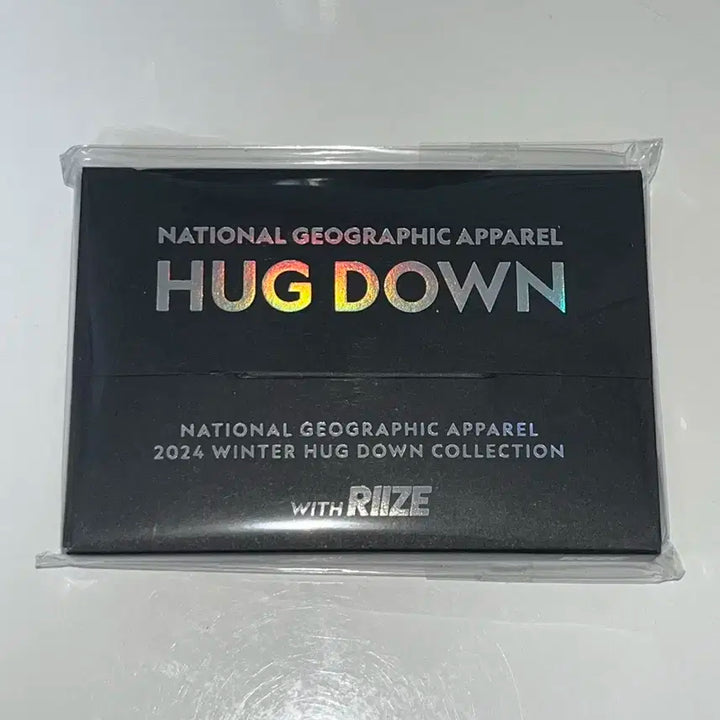 NATIONAL GEOGRAPHIC APPAREL
HUG DOWN
NATIONAL GEOGRAPHIC APPAREL
2024 WINTER HUG DOWN COLLECTION
WITH RIIZE